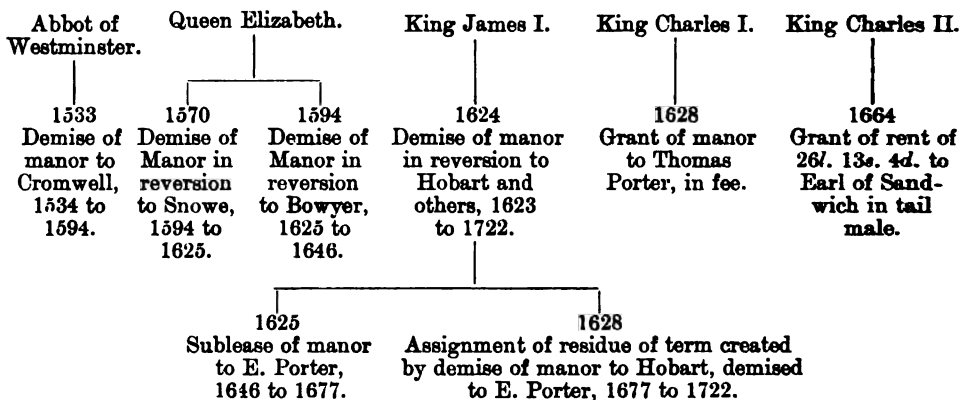 Abbot of
Westminster.
Queen Elizabeth.
King James I.
King Charles I.
King Charles II.
1533
Demise of
manor to
Cromwell,
1534 to
1594.
1570
Demise of
Manor in
reversion
to Snowe,
1594 to
1625.
1594
Demise of
Manor in
reversion
to Bowyer,
1625 to
1646.
1624
Demise of manor
in reversion to
Hobart and
others, 1623
to 1722.
1628
Grant of manor
to Thomas
Porter, in fee.
1664
Grant of rent of
26l. 13s. 4d. to
Earl of Sand-
wich in tail
male.
1625
Sublease of manor
to E. Porter,
1646 to 1677.
1628
Assignment of residue of term created
by demise of manor to Hobart, demised
to E. Porter, 1677 to 1722.